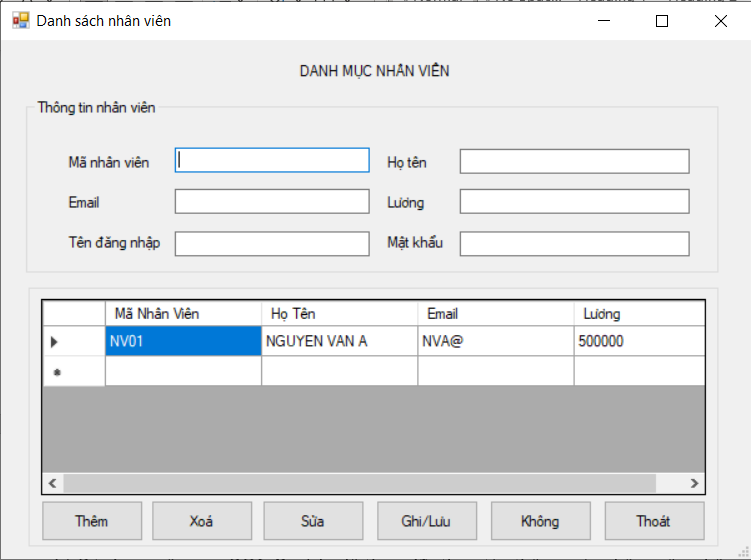 Danh sách nhân viên
DANH MỤC NHÂN VIÊN
Thông tin nhân viên
Mã nhân viên Họ tên
Email Lương
Tên đăng nhập Mật khẩu
Mã Nhân Viên Họ Tên Email Lương
NV01 NGUYEN VAN A NVA@ 500000
Thêm Xoá Sửa Ghi/Lưu Không Thoát